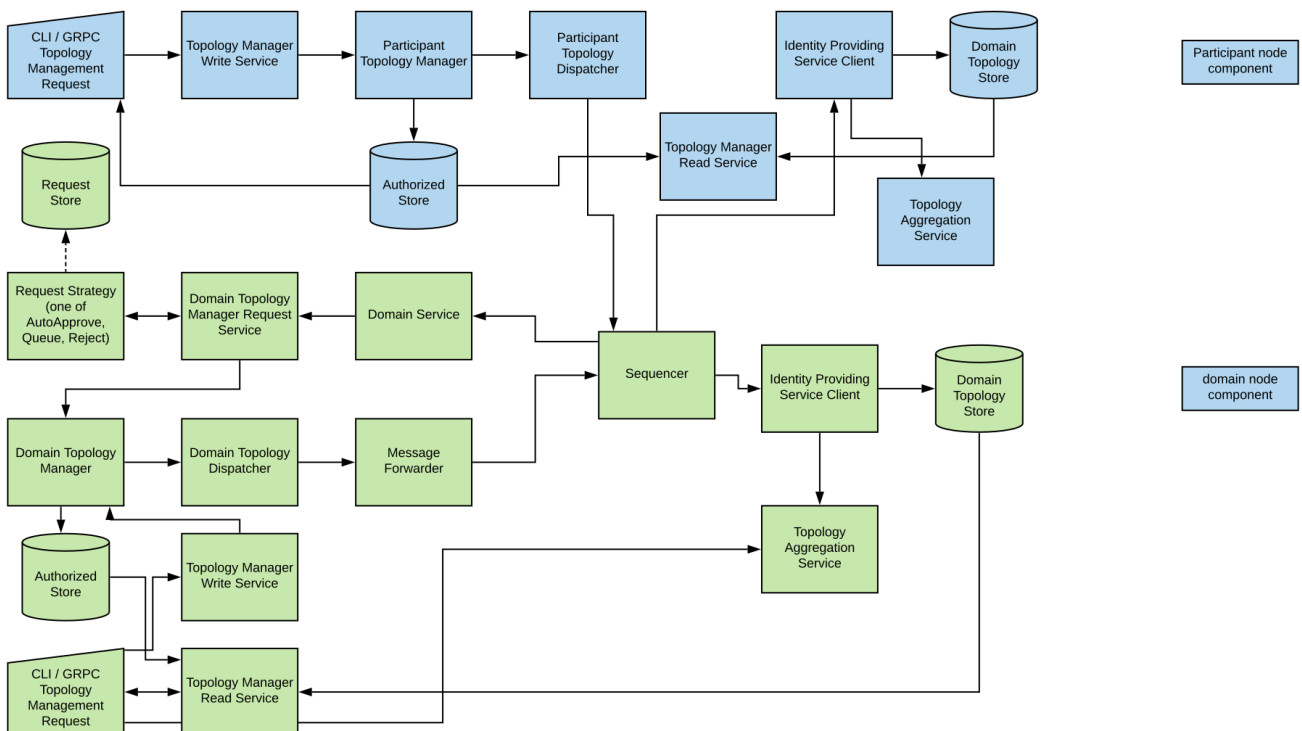 CLI / GRPC
Topology
Management
Request
Topology Manager
Write Service
Participant
Topology Manager
Participant
Topology
Dispatcher
Identity Providing
Service Client
Domain
Topology
Store
Participant node
component
Topology Manager
Read Service
Request
Store
Authorized
Store
Topology
Aggregation
Service
Request Strategy
(one of
AutoApprove,
Queue, Reject)
Domain Topology
Manager Request
Service
Domain Service
Sequencer
Identity Providing
Service Client
Domain
Topology
Store
domain node
component
Domain Topology
Manager
Domain Topology
Dispatcher
Message
Forwarder
Topology
Aggregation
Service
Authorized
Store
Topology Manager
Write Service
CLI / GRPC
Topology
Management
Request
Topology Manager
Read Service